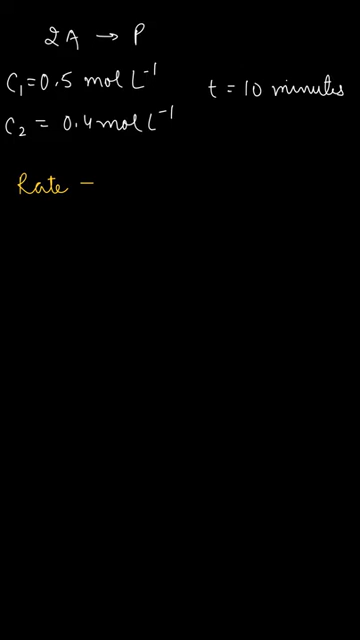 2A → P
C₁ = 0.5 mol L⁻¹
t = 10 minutes
C₂ = 0.4 mol L⁻¹
Rate -